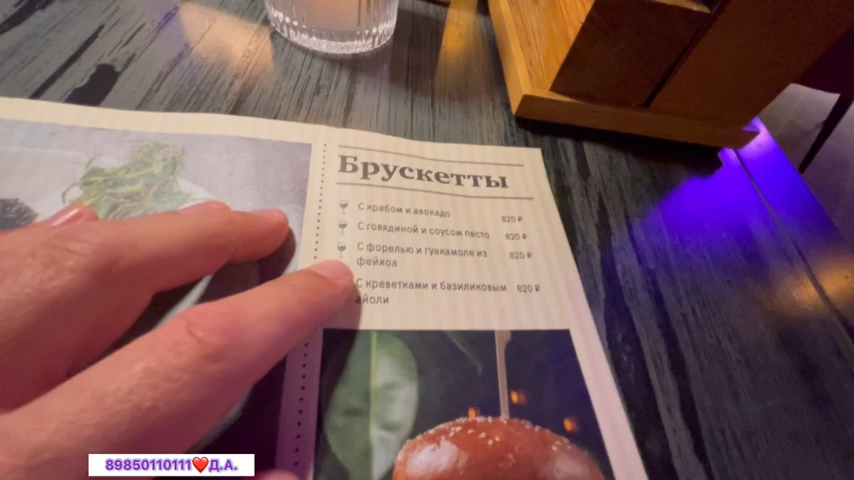 Брускетты
С крабом и авокадо 820 ₽
С говядиной и соусом песто 820 ₽
С форелью и гуакамоле из 820 ₽
фейхоа
С креветками и базиликовым 820 ₽
айоли
89850110111❤️Д.А.